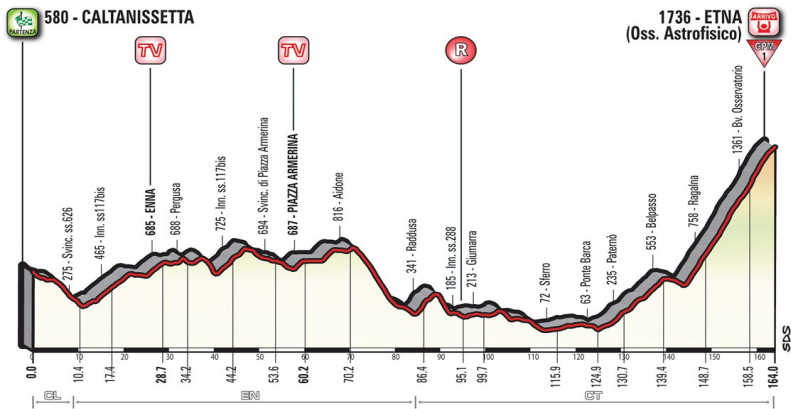 580 - CALTANISSETTA
1736 - ETNA
(Oss. Astrofisico)
PARTENZA
TV
TV
R
ARRIVO
GPM
1
275 - Svinc. ss.626
465 - Inn. ss117bis
685 - ENNA
688 - Pergusa
725 - Inn. ss.117bis
694 - Svinc. di Piazza Armerina
687 - PIAZZA ARMERINA
816 - Aidone
341 - Raddusa
185 - Inn. ss.288
213 - Giumarra
72 - Sferro
63 - Ponte Barca
235 - Paternò
553 - Belpasso
758 - Ragalna
1361 - Bv. Osservatorio
0 10 20 30 40 50 60 70 80 90 100 110 120 130 140 150 160
0.0 10.4 17.4 28.7 34.2 44.2 53.6 60.2 70.2 86.4 95.1 99.7 115.9 124.9 130.7 139.4 148.7 158.5 164.0
SDS
CL EN CT